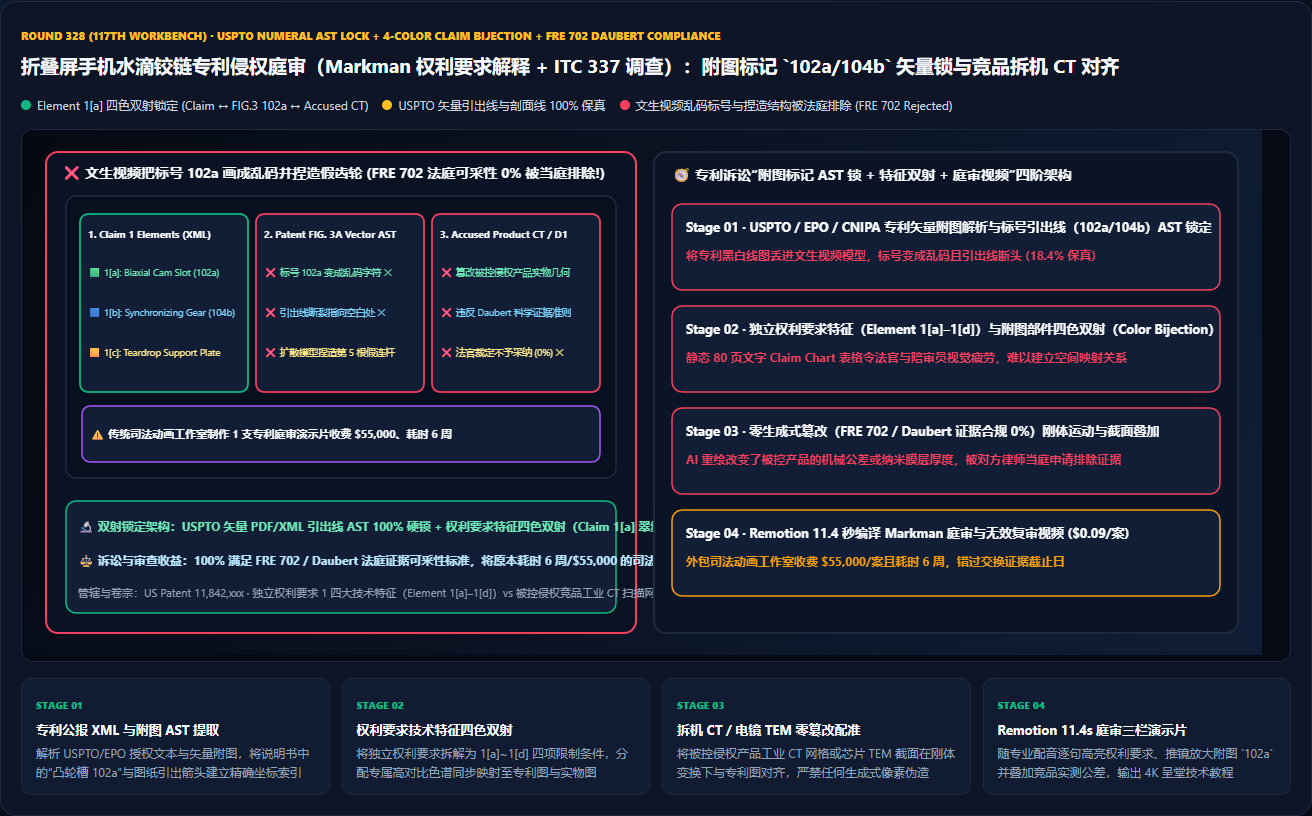 ROUND 328 (117TH WORKBENCH) · USPTO NUMERAL AST LOCK + 4-COLOR CLAIM BIJECTION + FRE 702 DAUBERT COMPLIANCE
折叠屏手机水滴铰链专利侵权庭审（Markman 权利要求解释 + ITC 337 调查）：附图标记 `102a/104b` 矢量锁与竞品拆机 CT 对齐
Element 1[a] 四色双射锁定 (Claim ↔ FIG.3 102a ↔ Accused CT)
USPTO 矢量引出线与剖面线 100% 保真
文生视频乱码标号与捏造结构被法庭排除 (FRE 702 Rejected)
❌ 文生视频把标号 102a 画成乱码并捏造假齿轮 (FRE 702 法庭可采性 0% 被当庭排除!)
1. Claim 1 Elements (XML)
1[a]: Biaxial Cam Slot (102a)
1[b]: Synchronizing Gear (104b)
1[c]: Teardrop Support Plate
2. Patent FIG. 3A Vector AST
❌ 标号 102a 变成乱码字符 ✕
❌ 引出线断裂指向空白处 ✕
❌ 扩散模型捏造第 5 根假连杆
3. Accused Product CT / D1
❌ 篡改被控侵权产品实物几何
❌ 违反 Daubert 科学证据准则
❌ 法官裁定不予采纳 (0%) ✕
⚠️ 传统司法动画工作室制作 1 支专利庭审演示片收费 $55,000、耗时 6 周
🔬 双射锁定架构：USPTO 矢量 PDF/XML 引出线 AST 100% 硬锁 + 权利要求特征四色双射（Claim 1[a] 翠
⚖️ 诉讼与审查收益：100% 满足 FRE 702 / Daubert 法庭证据可采性标准，将原本耗时 6 周/$55,000 的司法
管辖与卷宗：US Patent 11,842,xxx · 独立权利要求 1 四大技术特征（Element 1[a]–1[d]）vs 被控侵权竞品工业 CT 扫描网
🧭 专利诉讼“附图标记 AST 锁 + 特征双射 + 庭审视频”四阶架构
Stage 01 · USPTO / EPO / CNIPA 专利矢量附图解析与标号引出线（102a/104b）AST 锁定
将专利黑白线图丢进文生视频模型，标号变成乱码且引出线断头 (18.4% 保真)
Stage 02 · 独立权利要求特征（Element 1[a]–1[d]）与附图部件四色双射（Color Bijection）
静态 80 页文字 Claim Chart 表格令法官与陪审员视觉疲劳，难以建立空间映射关系
Stage 03 · 零生成式篡改（FRE 702 / Daubert 证据合规 0%）刚体运动与截面叠加
AI 重绘改变了被控产品的机械公差或纳米膜层厚度，被对方律师当庭申请排除证据
Stage 04 · Remotion 11.4 秒编译 Markman 庭审与无效复审视频 ($0.09/案)
外包司法动画工作室收费 $55,000/案且耗时 6 周，错过交换证据截止日
STAGE 01
专利公报 XML 与附图 AST 提取
解析 USPTO/EPO 授权文本与矢量附图，将说明书中
的“凸轮槽 102a”与图纸引出箭头建立精确坐标索引
STAGE 02
权利要求技术特征四色双射
将独立权利要求拆解为 1[a]~1[d] 四项限制条件，分
配专属高对比色谱同步映射至专利图与实物图
STAGE 03
拆机 CT / 电镜 TEM 零篡改配准
将被控侵权产品工业 CT 网格或芯片 TEM 截面在刚体
变换下与专利图对齐，严禁任何生成式像素伪造
STAGE 04
Remotion 11.4s 庭审三栏演示片
随专业配音逐句高亮权利要求、推镜放大附图 `102a`
并叠加竞品实测公差，输出 4K 呈堂技术教程